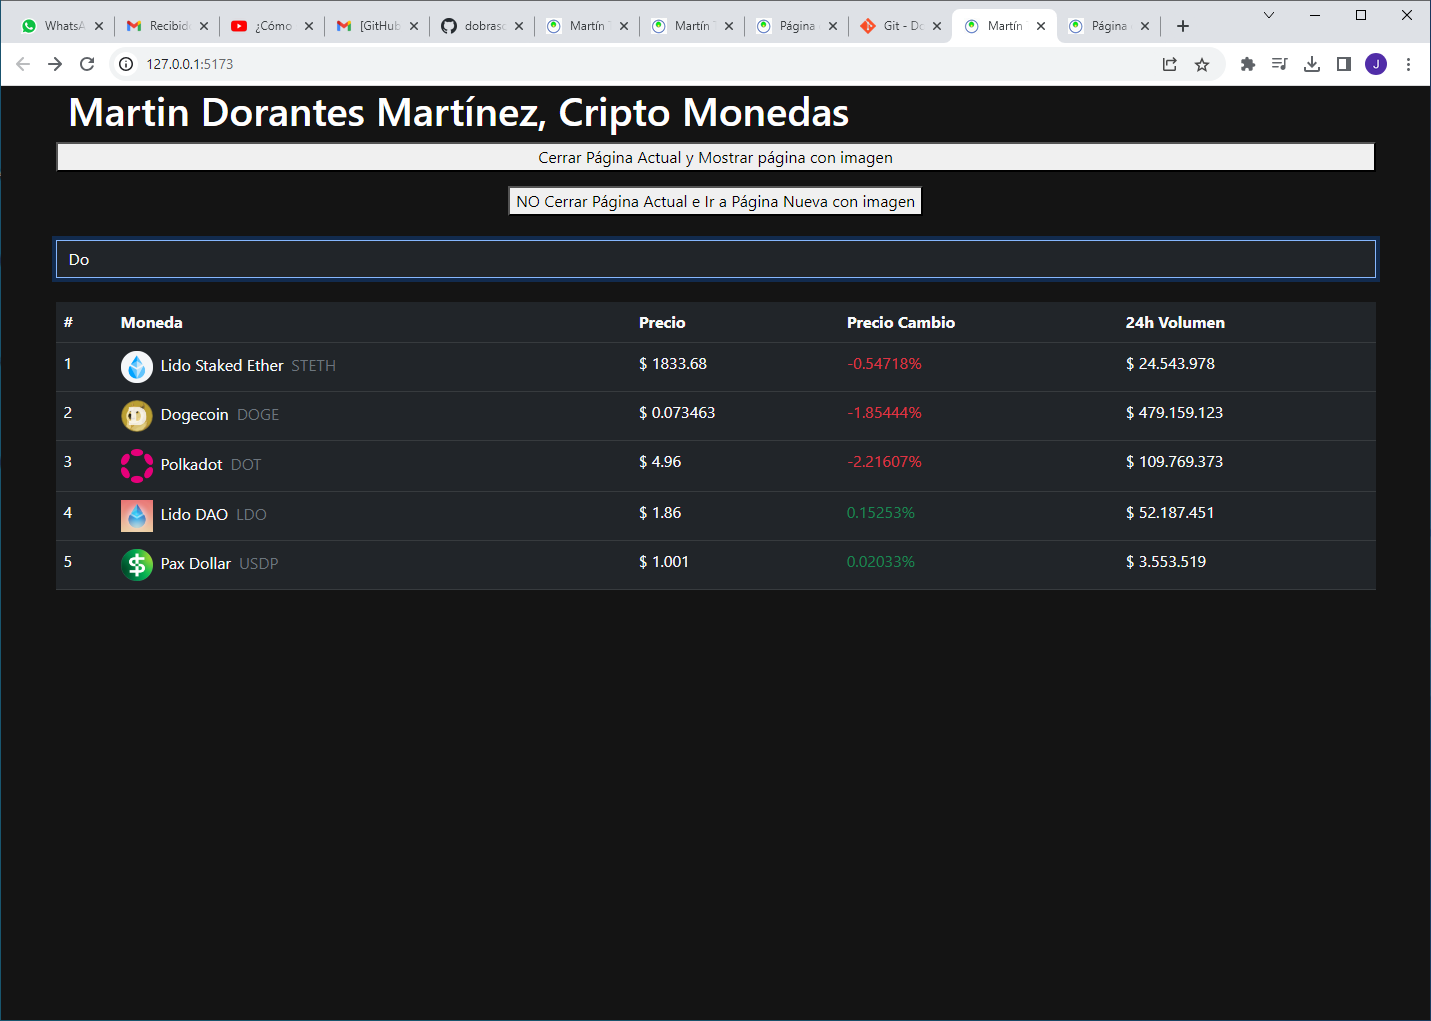 WhatsA
Recibid
¿Cómo
[GitHub
dobraso
Martín T
Martín T
Página
Git - Do
Martín
Página
127.0.0.1:5173
J
Martin Dorantes Martínez, Cripto Monedas
Cerrar Página Actual y Mostrar página con imagen
NO Cerrar Página Actual e Ir a Página Nueva con imagen
Do
# Moneda Precio Precio Cambio 24h Volumen
1 Lido Staked Ether STETH $ 1833.68 -0.54718% $ 24.543.978
2 Dogecoin DOGE $ 0.073463 -1.85444% $ 479.159.123
3 Polkadot DOT $ 4.96 -2.21607% $ 109.769.373
4 Lido DAO LDO $ 1.86 0.15253% $ 52.187.451
5 Pax Dollar USDP $ 1.001 0.02033% $ 3.553.519